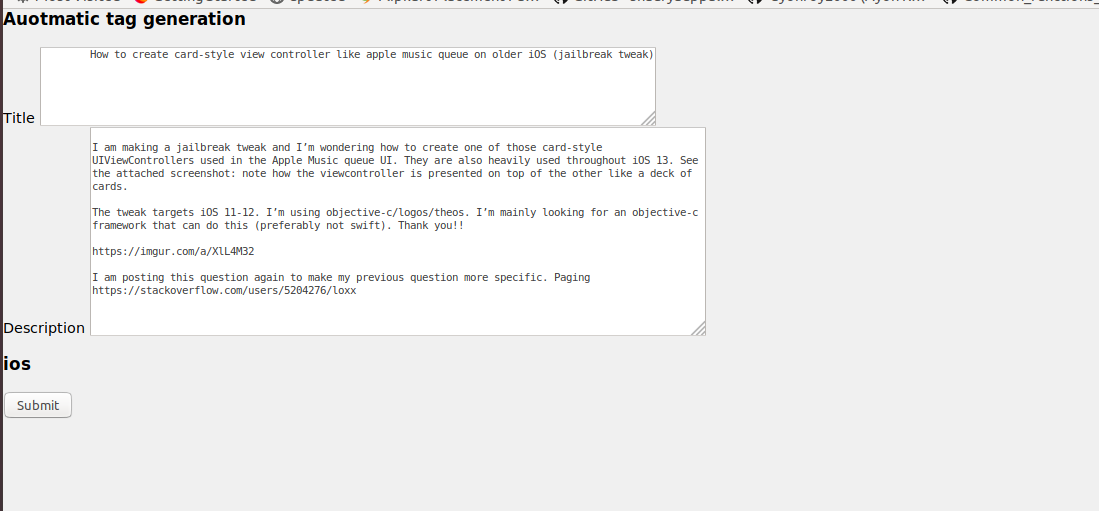 Auotmatic tag generation
How to create card-style view controller like apple music queue on older iOS (jailbreak tweak)
Title
I am making a jailbreak tweak and I’m wondering how to create one of those card-style
UIViewControllers used in the Apple Music queue UI. They are also heavily used throughout iOS 13. See
the attached screenshot: note how the viewcontroller is presented on top of the other like a deck of
cards.
The tweak targets iOS 11-12. I’m using objective-c/logos/theos. I’m mainly looking for an objective-c
framework that can do this (preferably not swift). Thank you!!
https://imgur.com/a/XlL4M32
I am posting this question again to make my previous question more specific. Paging
https://stackoverflow.com/users/5204276/loxx
Description
ios
Submit